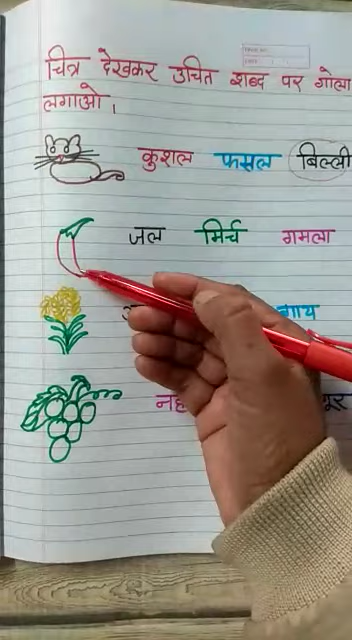 चित्र देखकर उचित शब्द पर गोला
लगाओ ।
कुशल फसल बिल्ली
जल मिर्च गमला
गाय